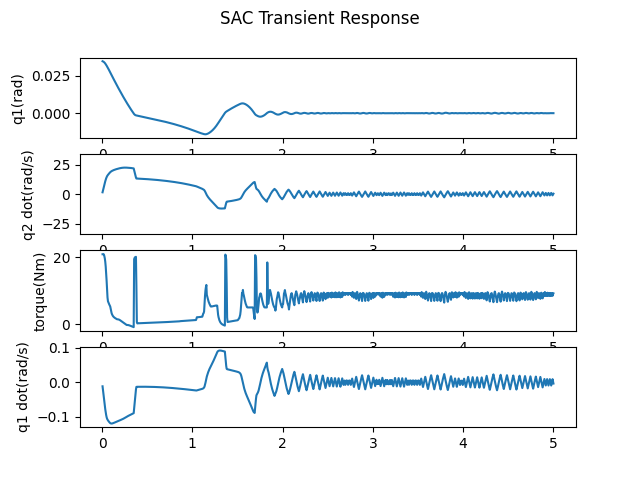 SAC Transient Response
q1(rad)
0.025
0.000
0 1 2 3 4 5
q2 dot(rad/s)
25
0
−25
0 1 2 3 4 5
torque(Nm)
20
0
0 1 2 3 4 5
q1 dot(rad/s)
0.1
0.0
−0.1
0 1 2 3 4 5